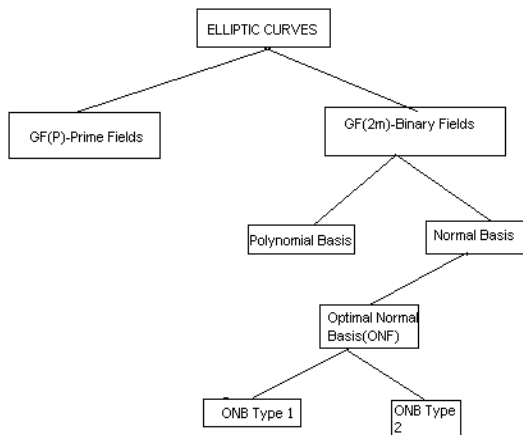 ELLIPTIC CURVES
GF(P)-Prime Fields
GF(2m)-Binary Fields
Polynomial Basis
Normal Basis
Optimal Normal
Basis(ONF)
ONB Type 1
ONB Type
2